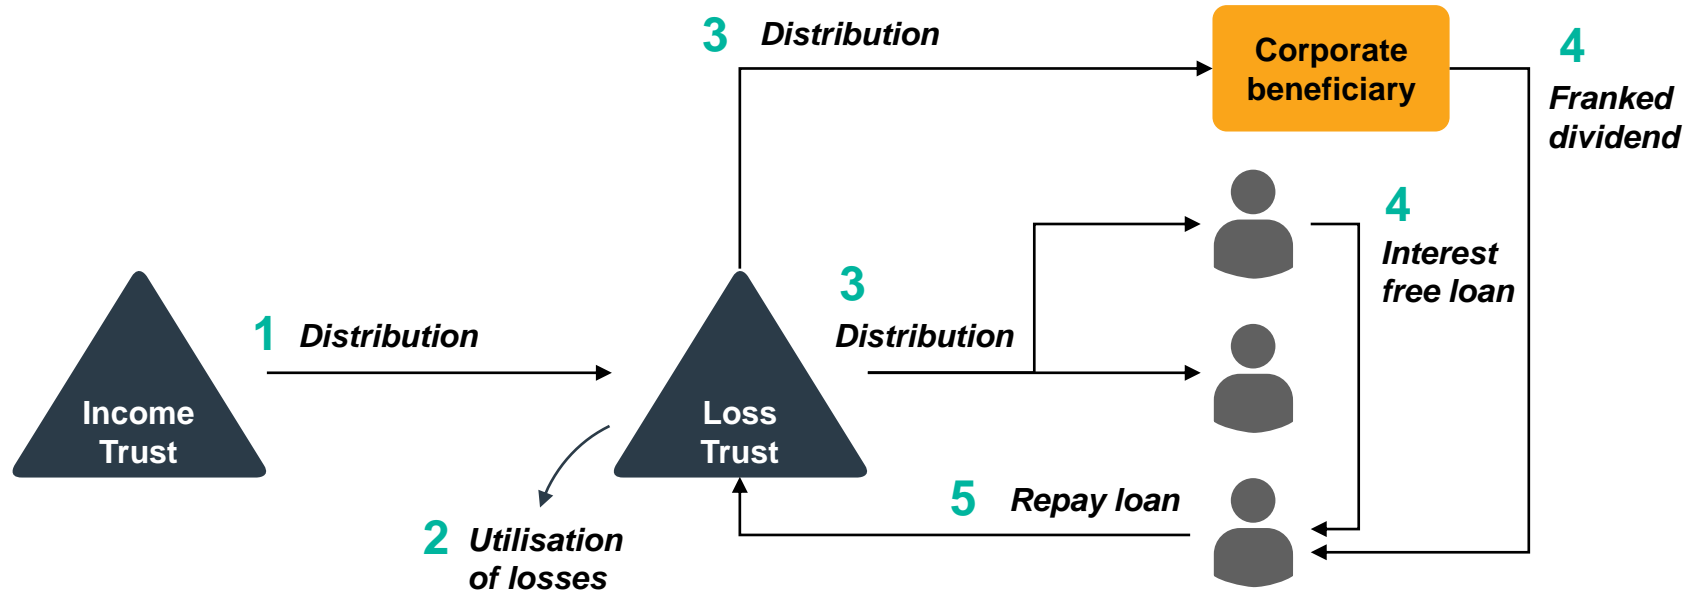 3 Distribution
Corporate
beneficiary
4
Franked
dividend
4
Interest
free loan
1 Distribution
3
Distribution
Income
Trust
Loss
Trust
5 Repay loan
2 Utilisation
of losses